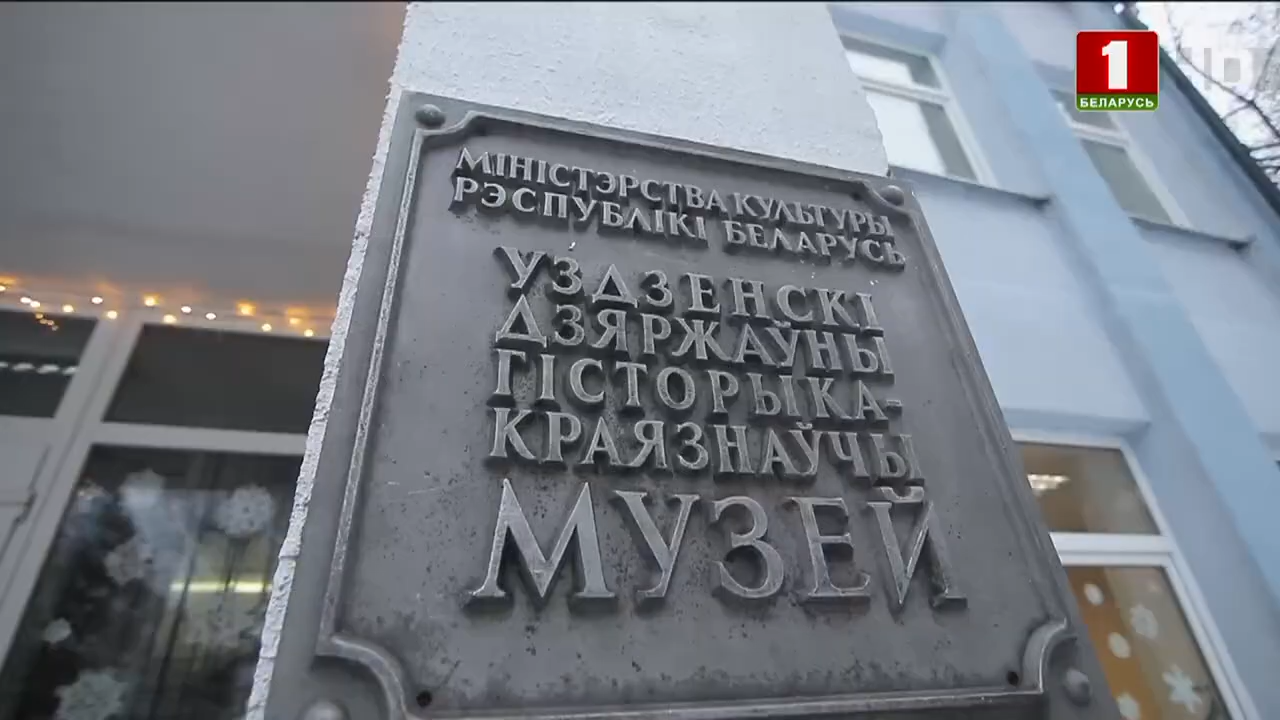 1
БЕЛАРУСЬ
МІНІСТЭРСТВА КУЛЬТУРЫ
РЭСПУБЛІКІ БЕЛАРУСЬ
УЗДЗЕНСКІ
ДЗЯРЖАЎНЫ
ГІСТОРЫКА-
КРАЯЗНАЎЧЫ
МУЗЕЙ